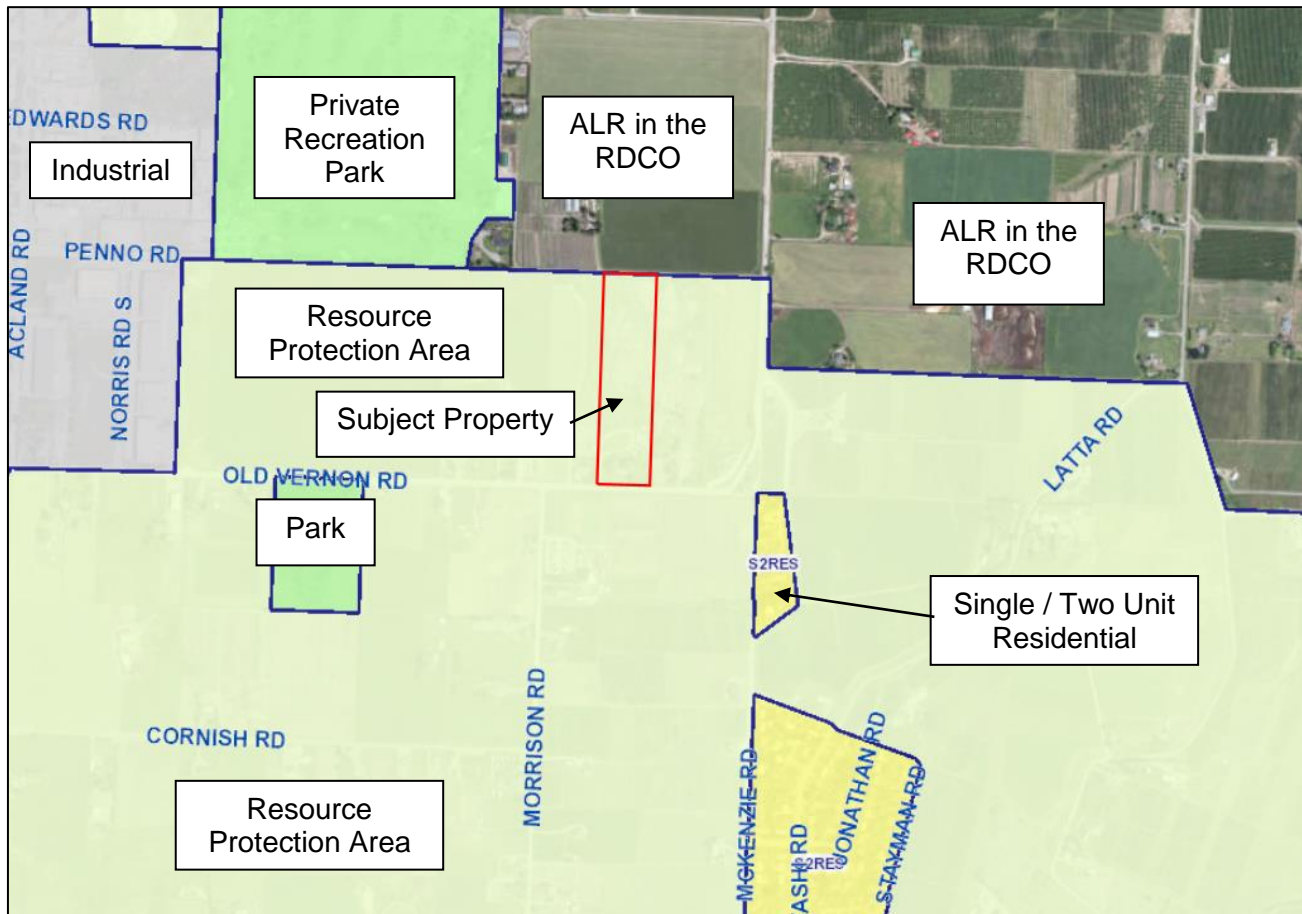 Private
Recreation
Park
ALR in the
RDCO
EDWARDS RD
Industrial
ALR in the
RDCO
PENNO RD
ACLAND RD
NORRIS RD S
Resource
Protection Area
Subject Property
OLD VERNON RD
LATTA RD
Park
S2RES
Single / Two Unit
Residential
MORRISON RD
CORNISH RD
MCKENZIE RD
JONATHAN RD
STAYMAN RD
Resource
Protection Area
S2RES